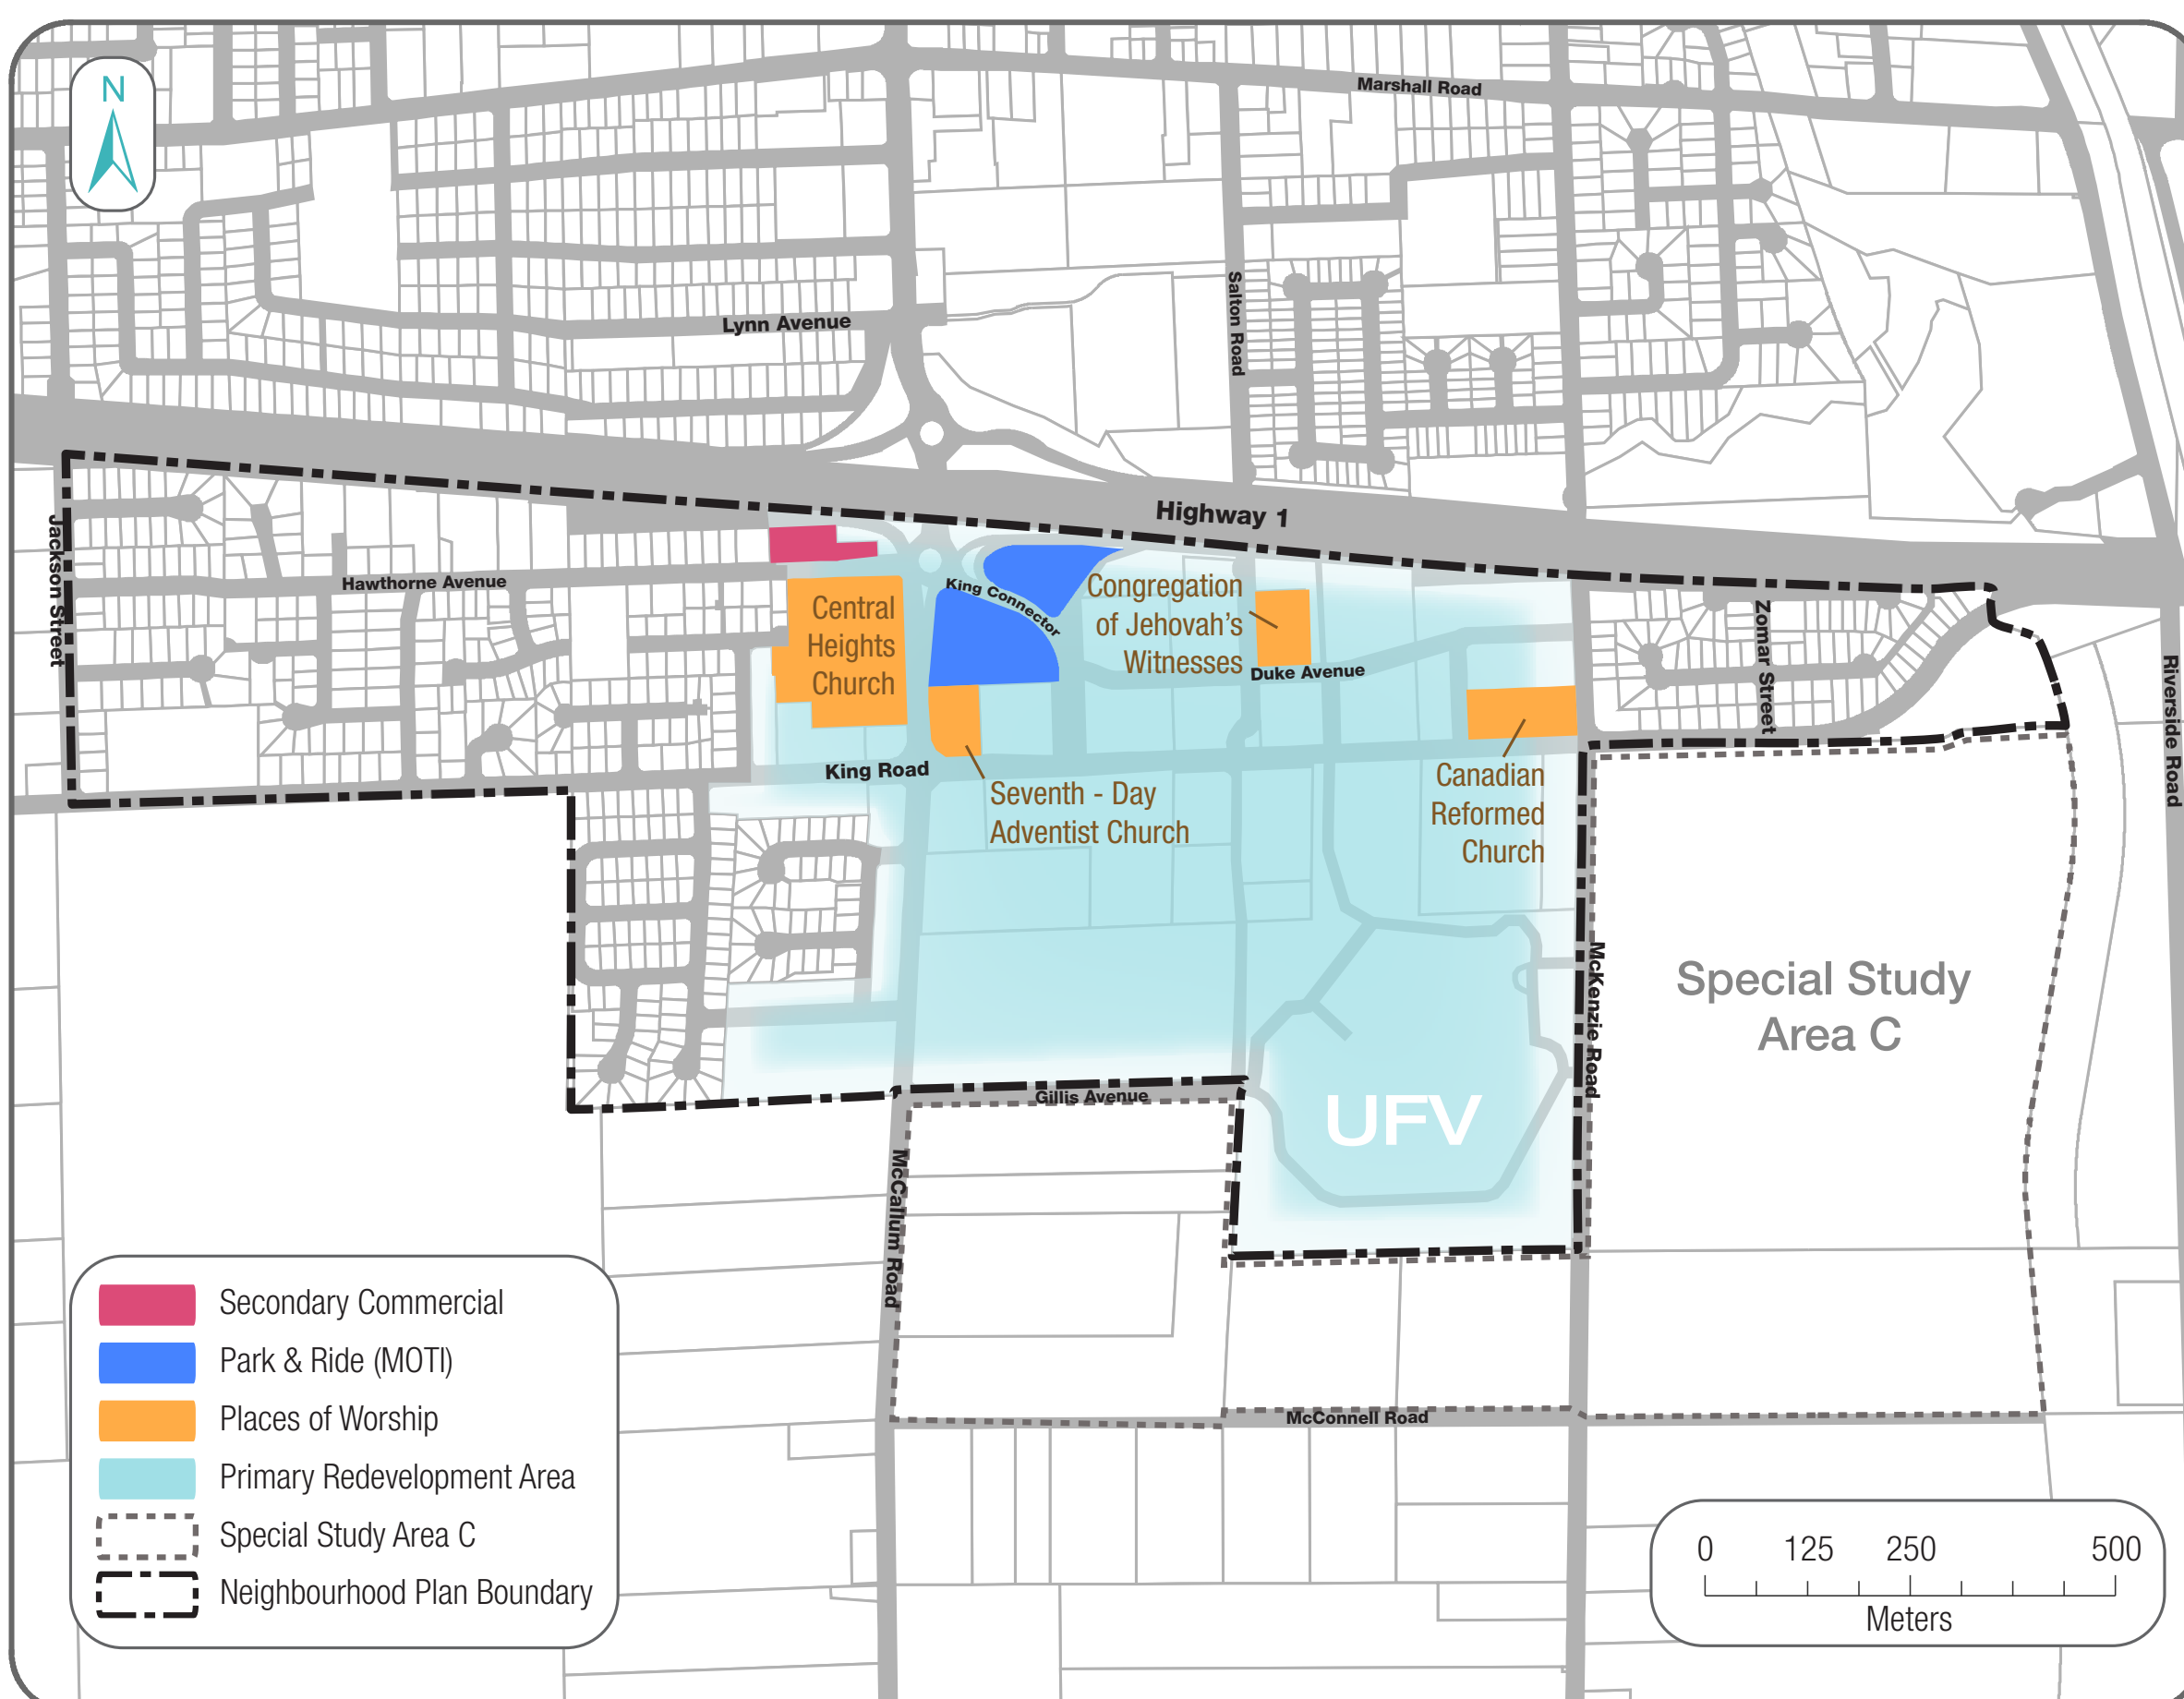 N
Marshall Road
Salton Road
Lynn Avenue
Highway 1
Jackson Street
Hawthorne Avenue
King Connector
Central
Heights
Church
Congregation
of Jehovah's
Witnesses
Duke Avenue
Zomar Street
Riverside Road
King Road
Seventh - Day
Adventist Church
Canadian
Reformed
Church
McKenzie Road
Special Study
Area C
Gillis Avenue
UFV
McCallum Road
McConnell Road
Secondary Commercial
Park & Ride (MOTI)
Places of Worship
Primary Redevelopment Area
Special Study Area C
Neighbourhood Plan Boundary
0 125 250 500
Meters